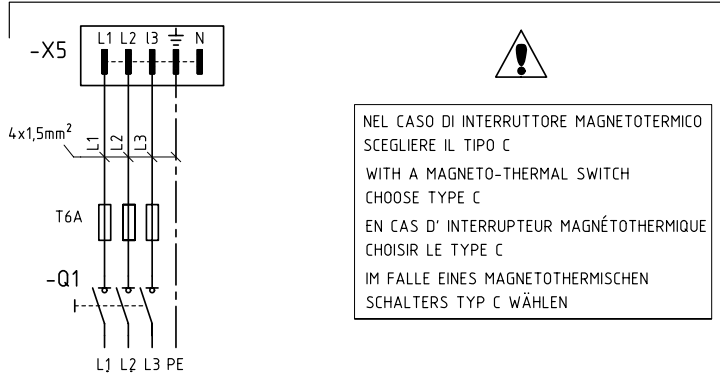 -X5
L1 L2 l3 N
4x1,5mm²
L1
L2
L3
T6A
-Q1
L1 L2 L3 PE
NEL CASO DI INTERRUTTORE MAGNETOTERMICO
SCEGLIERE IL TIPO C
WITH A MAGNETO-THERMAL SWITCH
CHOOSE TYPE C
EN CAS D' INTERRUPTEUR MAGNÉTOTHERMIQUE
CHOISIR LE TYPE C
IM FALLE EINES MAGNETOTHERMISCHEN
SCHALTERS TYP C WÄHLEN